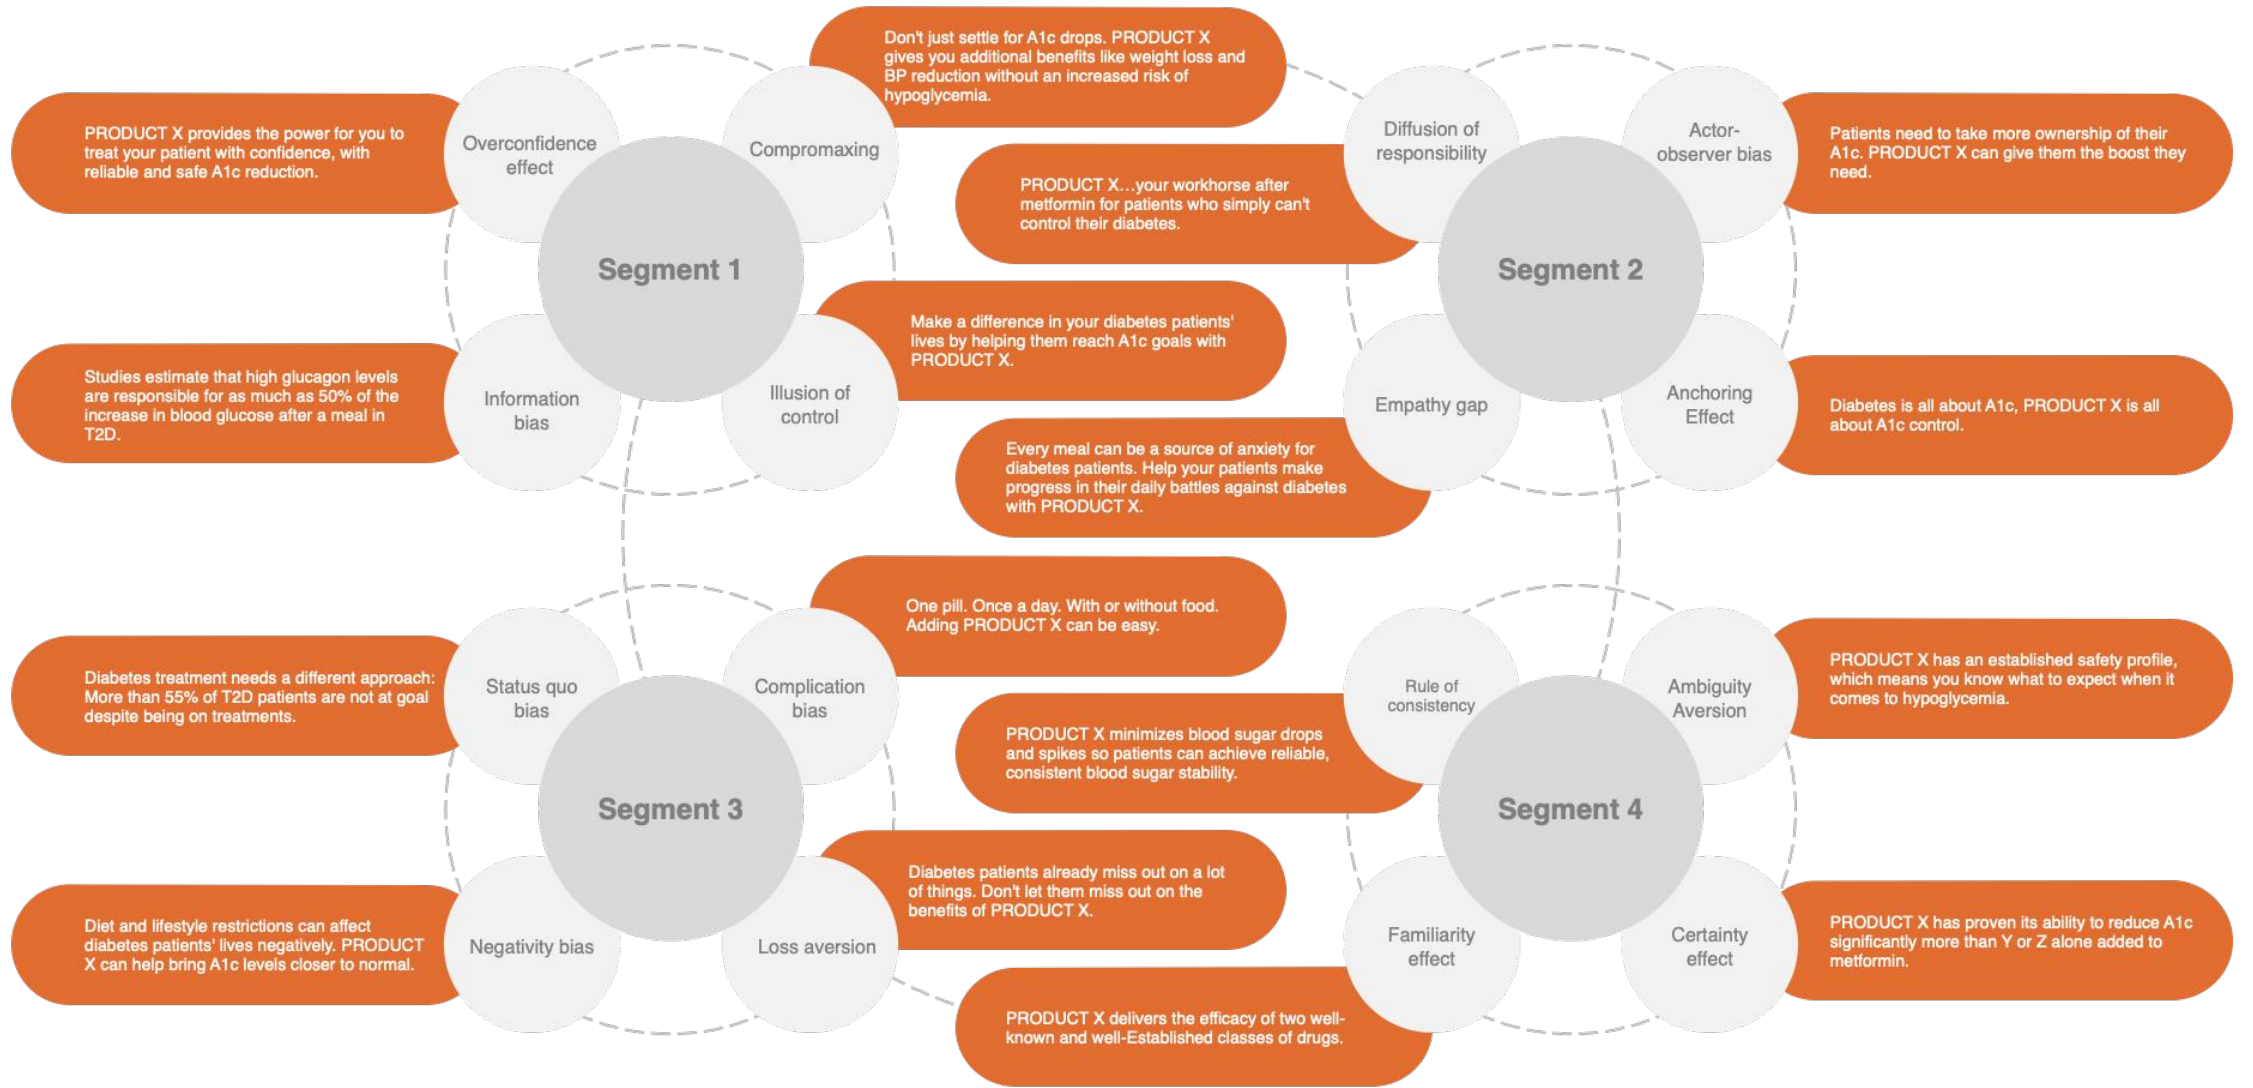 Don't just settle for A1c drops. PRODUCT X
gives you additional benefits like weight loss and
BP reduction without an increased risk of
hypoglycemia.
PRODUCT X provides the power for you to
treat your patient with confidence, with
reliable and safe A1c reduction.
Overconfidence
effect
Compromaxing
Segment 1
Information
bias
Illusion of
control
Make a difference in your diabetes patients'
lives by helping them reach A1c goals with
PRODUCT X.
Studies estimate that high glucagon levels
are responsible for as much as 50% of the
increase in blood glucose after a meal in
T2D.
Diffusion of
responsibility
Actor-
observer bias
Patients need to take more ownership of their
A1c. PRODUCT X can give them the boost they
need.
PRODUCT X...your workhorse after
metformin for patients who simply can't
control their diabetes.
Segment 2
Empathy gap
Anchoring
Effect
Diabetes is all about A1c, PRODUCT X is all
about A1c control.
Every meal can be a source of anxiety for
diabetes patients. Help your patients make
progress in their daily battles against diabetes
with PRODUCT X.
One pill. Once a day. With or without food.
Adding PRODUCT X can be easy.
Diabetes treatment needs a different approach:
More than 55% of T2D patients are not at goal
despite being on treatments.
Status quo
bias
Complication
bias
Segment 3
Negativity bias
Loss aversion
Diabetes patients already miss out on a lot
of things. Don't let them miss out on the
benefits of PRODUCT X.
Diet and lifestyle restrictions can affect
diabetes patients' lives negatively. PRODUCT
X can help bring A1c levels closer to normal.
Rule of
consistency
Ambiguity
Aversion
PRODUCT X has an established safety profile,
which means you know what to expect when it
comes to hypoglycemia.
PRODUCT X minimizes blood sugar drops
and spikes so patients can achieve reliable,
consistent blood sugar stability.
Segment 4
Familiarity
effect
Certainty
effect
PRODUCT X has proven its ability to reduce A1c
significantly more than Y or Z alone added to
metformin.
PRODUCT X delivers the efficacy of two well-
known and well-Established classes of drugs.